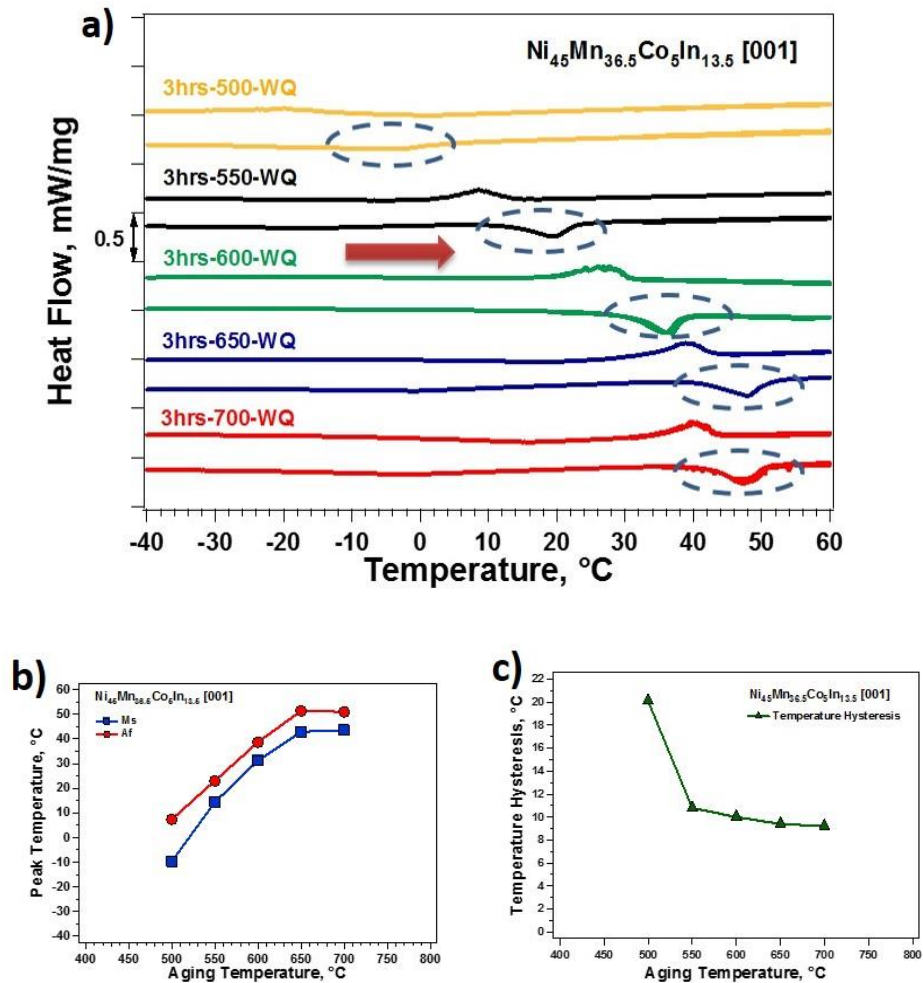 a)
Ni45Mn36.5Co5In13.5 [001]
3hrs-500-WQ
3hrs-550-WQ
0.5
3hrs-600-WQ
3hrs-650-WQ
3hrs-700-WQ
Heat Flow, mW/mg
-40 -30 -20 -10 0 10 20 30 40 50 60
Temperature, °C
b)
Ni45Mn36.5Co5In13.5 [001]
Ms
Af
60
50
40
30
20
10
0
-10
-20
-30
-40
Peak Temperature, °C
400 450 500 550 600 650 700 750 800
Aging Temperature, °C
c)
Ni45Mn36.5Co5In13.5 [001]
Temperature Hysteresis
22
20
18
16
14
12
10
8
6
4
2
0
Temperature Hysteresis, °C
400 450 500 550 600 650 700 750 800
Aging Temperature, °C